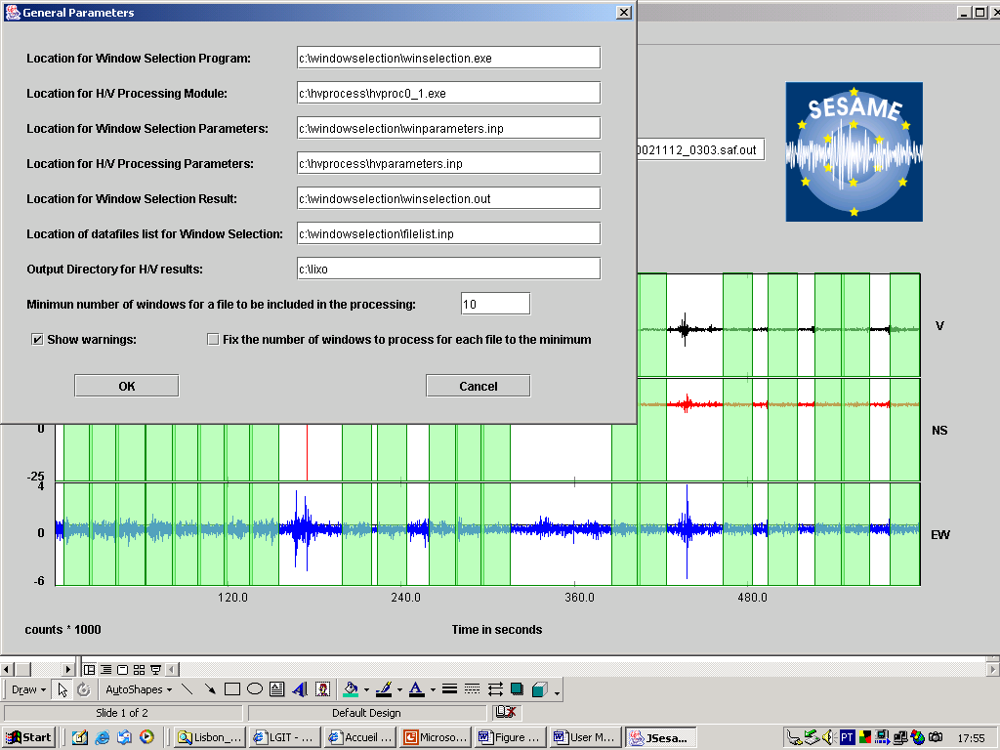 General Parameters
Location for Window Selection Program: c:\windowselection\winselection.exe
Location for H/V Processing Module: c:\hvprocess\hvproc0_1.exe
Location for Window Selection Parameters: c:\windowselection\winparameters.inp
Location for H/V Processing Parameters: c:\hvprocess\hvparameters.inp
Location for Window Selection Result: c:\windowselection\winselection.out
Location of datafiles list for Window Selection: c:\windowselection\filelist.inp
Output Directory for H/V results: c:\lixo
Minimun number of windows for a file to be included in the processing: 10
Show warnings: Fix the number of windows to process for each file to the minimum
OK Cancel
SESAME
0021112_0303.saf.out
V
0 NS
-25
4
0 EW
-6
120.0 240.0 360.0 480.0
counts * 1000 Time in seconds
Draw AutoShapes
Slide 1 of 2 Default Design
Start Lisbon_... LGIT - ... Accueil ... Microso... Figure ... User M... JSesa... PT 17:55